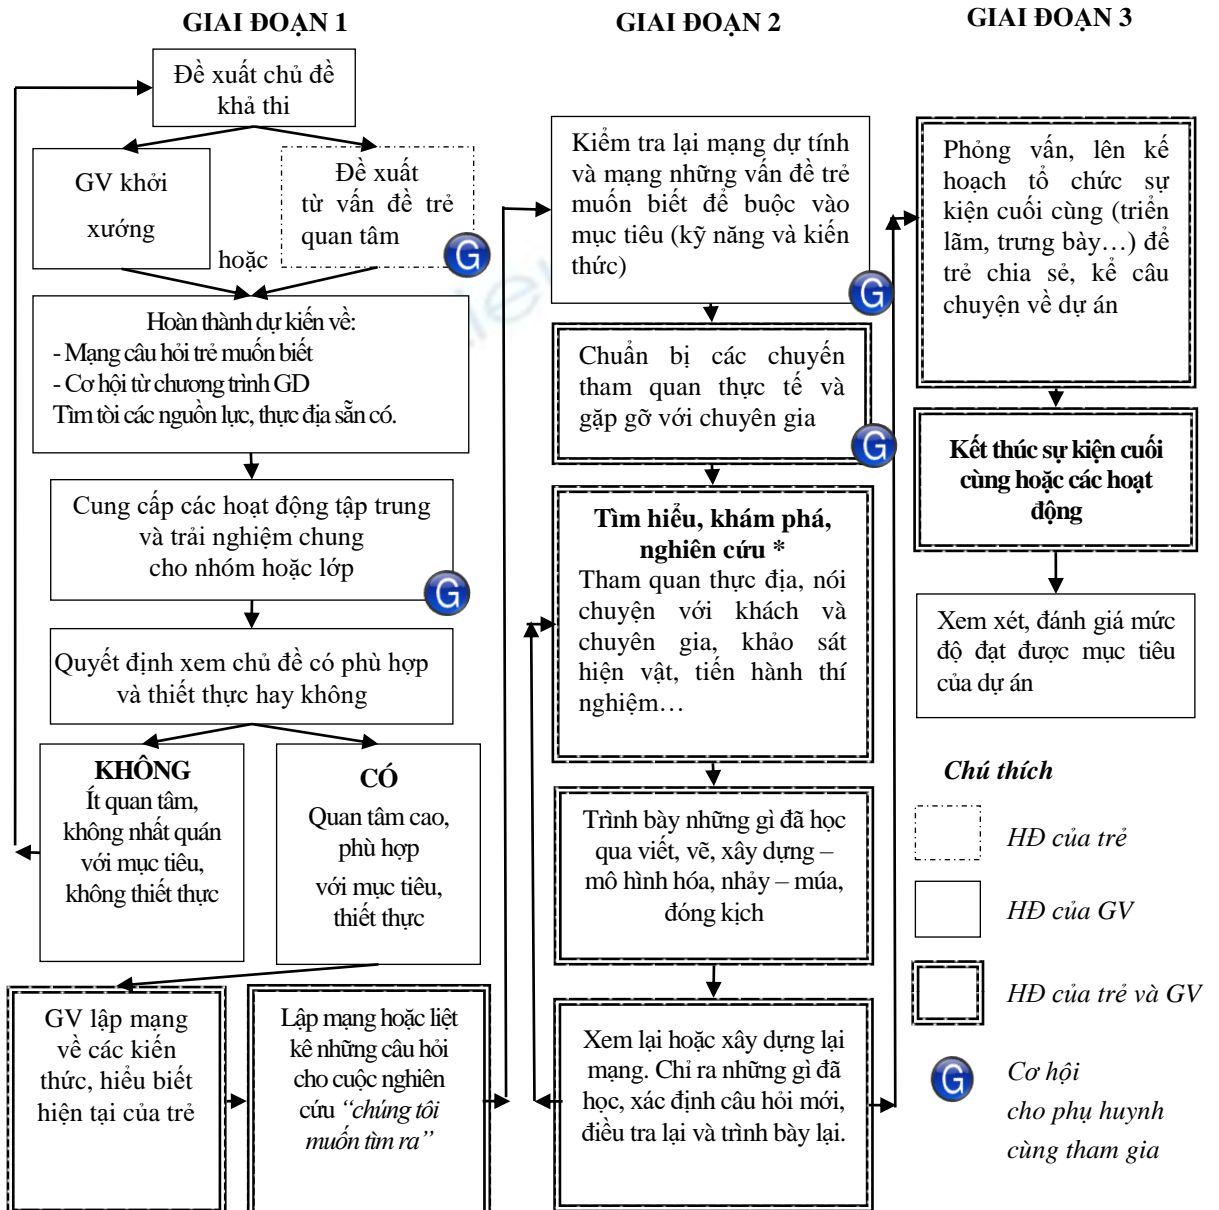 GIAI ĐOẠN 1
Đề xuất chủ đề
khả thi
GV khởi
xướng
hoặc
Đề xuất
từ vấn đề trẻ
quan tâm
G
Hoàn thành dự kiến về:
- Mạng câu hỏi trẻ muốn biết
- Cơ hội từ chương trình GD
Tìm tòi các nguồn lực, thực địa sẵn có.
Cung cấp các hoạt động tập trung
và trải nghiệm chung
cho nhóm hoặc lớp
G
Quyết định xem chủ đề có phù hợp
và thiết thực hay không
KHÔNG
Ít quan tâm,
không nhất quán
với mục tiêu,
không thiết thực
CÓ
Quan tâm cao,
phù hợp
với mục tiêu,
thiết thực
GV lập mạng
về các kiến
thức, hiểu biết
hiện tại của trẻ
Lập mạng hoặc liệt
kê những câu hỏi
cho cuộc nghiên
cứu “chúng tôi
muốn tìm ra”
GIAI ĐOẠN 2
Kiểm tra lại mạng dự tính
và mạng những vấn đề trẻ
muốn biết để buộc vào
mục tiêu (kỹ năng và kiến
thức)
G
Chuẩn bị các chuyến
tham quan thực tế và
gặp gỡ với chuyên gia
G
Tìm hiểu, khám phá,
nghiên cứu *
Tham quan thực địa, nói
chuyện với khách và
chuyên gia, khảo sát
hiện vật, tiến hành thí
nghiệm…
Trình bày những gì đã học
qua viết, vẽ, xây dựng –
mô hình hóa, nhảy – múa,
đóng kịch
Xem lại hoặc xây dựng lại
mạng. Chỉ ra những gì đã
học, xác định câu hỏi mới,
điều tra lại và trình bày lại.
GIAI ĐOẠN 3
Phỏng vấn, lên kế
hoạch tổ chức sự
kiện cuối cùng (triển
lãm, trưng bày…) để
trẻ chia sẻ, kể câu
chuyện về dự án
Kết thúc sự kiện cuối
cùng hoặc các hoạt
động
Xem xét, đánh giá mức
độ đạt được mục tiêu
của dự án
Chú thích
HĐ của trẻ
HĐ của GV
HĐ của trẻ và GV
G
Cơ hội
cho phụ huynh
cùng tham gia